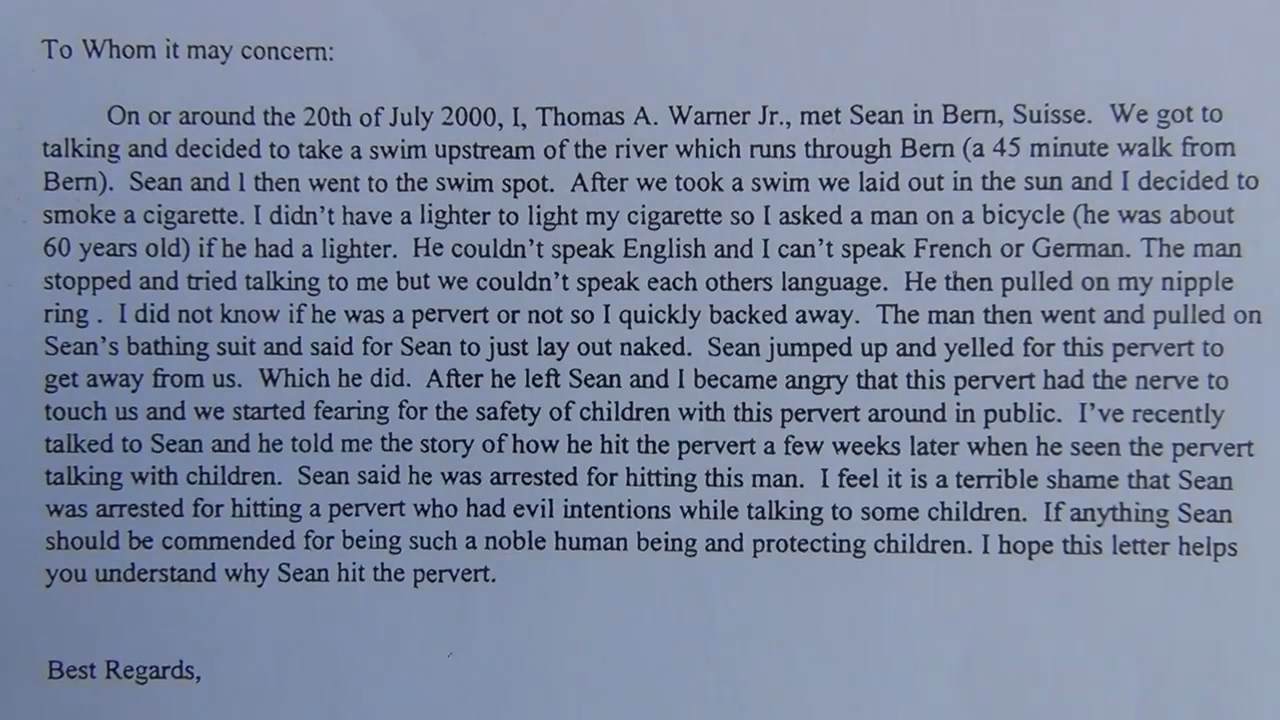 To Whom it may concern:
On or around the 20th of July 2000, I, Thomas A. Warner Jr., met Sean in Bern, Suisse. We got to
talking and decided to take a swim upstream of the river which runs through Bern (a 45 minute walk from
Bern). Sean and I then went to the swim spot. After we took a swim we laid out in the sun and I decided to
smoke a cigarette. I didn't have a lighter to light my cigarette so I asked a man on a bicycle (he was about
60 years old) if he had a lighter. He couldn't speak English and I can't speak French or German. The man
stopped and tried talking to me but we couldn't speak each others language. He then pulled on my nipple
ring . I did not know if he was a pervert or not so I quickly backed away. The man then went and pulled on
Sean's bathing suit and said for Sean to just lay out naked. Sean jumped up and yelled for this pervert to
get away from us. Which he did. After he left Sean and I became angry that this pervert had the nerve to
touch us and we started fearing for the safety of children with this pervert around in public. I've recently
talked to Sean and he told me the story of how he hit the pervert a few weeks later when he seen the pervert
talking with children. Sean said he was arrested for hitting this man. I feel it is a terrible shame that Sean
was arrested for hitting a pervert who had evil intentions while talking to some children. If anything Sean
should be commended for being such a noble human being and protecting children. I hope this letter helps
you understand why Sean hit the pervert.
Best Regards,